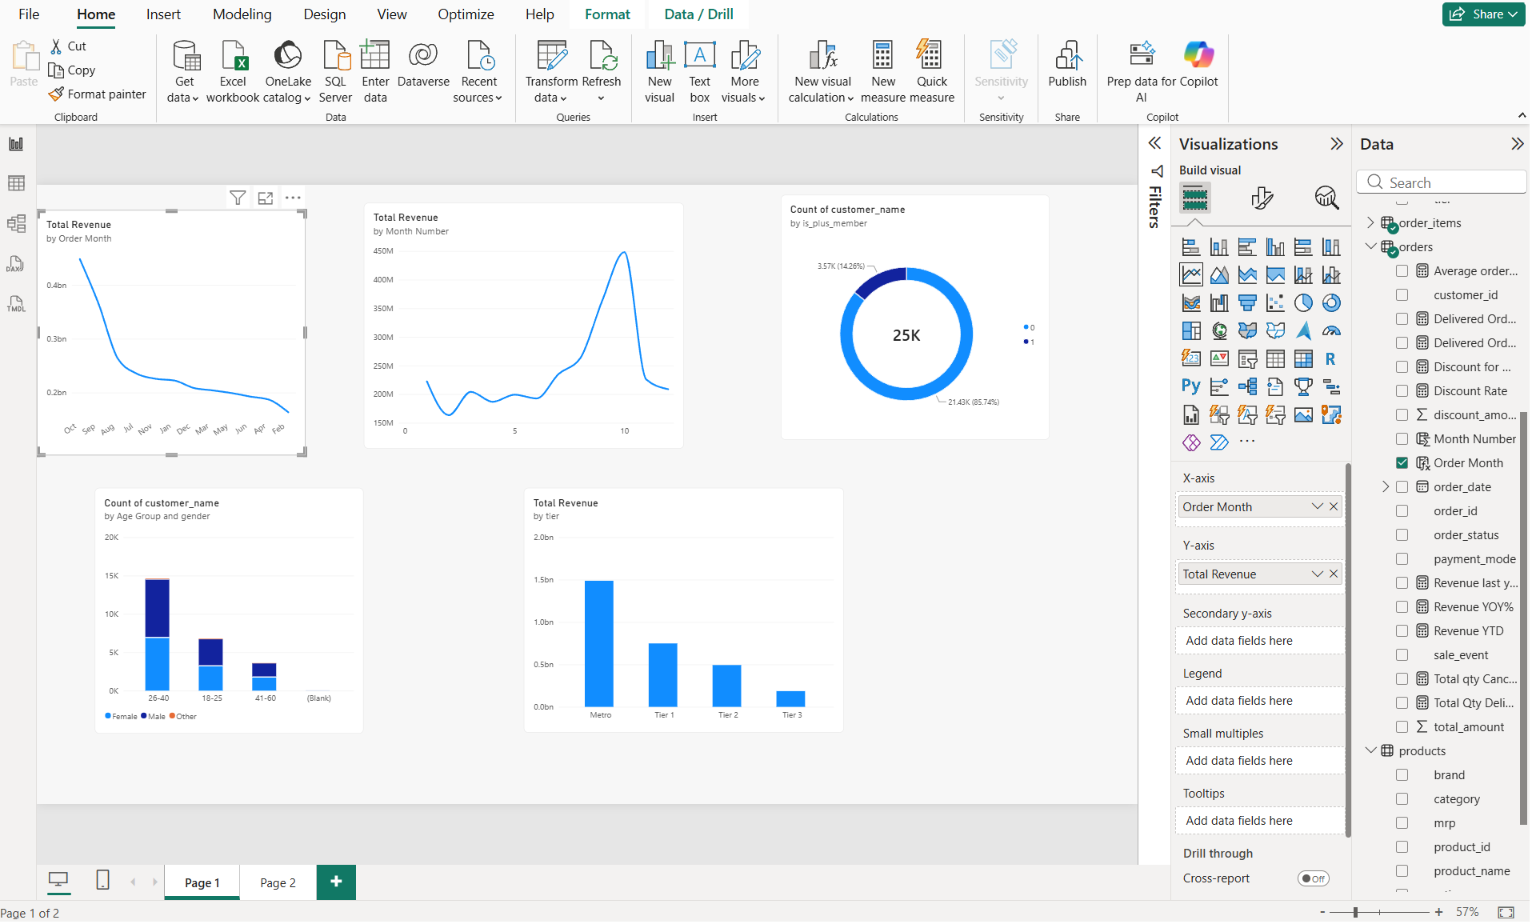 File Home Insert Modeling Design View Optimize Help Format Data / Drill Share
Paste
Cut
Copy
Format painter
Clipboard
Get data
Excel workbook
OneLake catalog
SQL Server
Enter data
Dataverse
Recent sources
Data
Transform data
Refresh
Queries
New visual
Text box
More visuals
Insert
New visual calculation
New measure
Quick measure
Calculations
Sensitivity
Sensitivity
Publish
Share
Prep data for AI
Copilot
Copilot
Total Revenue
by Order Month
0.4bn
0.3bn
0.2bn
Oct Sep Aug Jul Nov Jan Dec Mar May Jun Apr Feb
Total Revenue
by Month Number
450M
400M
350M
300M
250M
200M
150M
0 5 10
Count of customer_name
by is_plus_member
3.57K (14.26%)
25K
21.43K (85.74%)
0
1
Count of customer_name
by Age Group and gender
20K
15K
10K
5K
0K
26-40 18-25 41-60 (Blank)
Female Male Other
Total Revenue
by tier
2.0bn
1.5bn
1.0bn
0.5bn
0.0bn
Metro Tier 1 Tier 2 Tier 3
Filters
Visualizations
Build visual
X-axis
Order Month
Y-axis
Total Revenue
Secondary y-axis
Add data fields here
Legend
Add data fields here
Small multiples
Add data fields here
Tooltips
Add data fields here
Drill through
Cross-report Off
Data
Search
order_items
orders
Average order...
customer_id
Delivered Ord...
Delivered Ord...
Discount for ...
Discount Rate
discount_amo...
Month Number
Order Month
order_date
order_id
order_status
payment_mode
Revenue last y...
Revenue YOY%
Revenue YTD
sale_event
Total qty Canc...
Total Qty Deli...
total_amount
products
brand
category
mrp
product_id
product_name
DAX
TMDL
Page 1 Page 2 +
Page 1 of 2
- + 57%